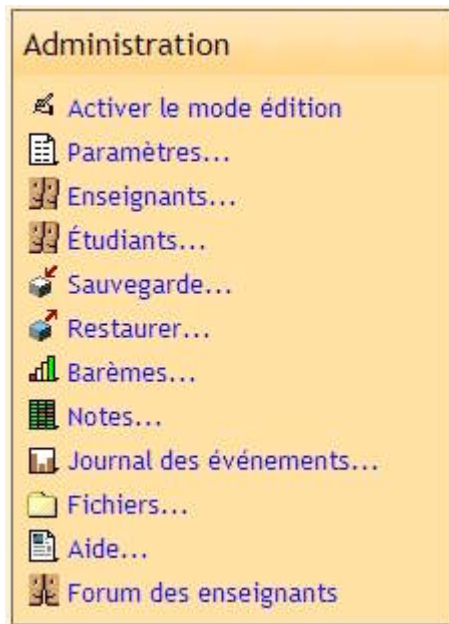 Administration
Activer le mode édition
Paramètres...
Enseignants...
Étudiants...
Sauvegarde...
Restaurer...
Barèmes...
Notes...
Journal des événements...
Fichiers...
Aide...
Forum des enseignants